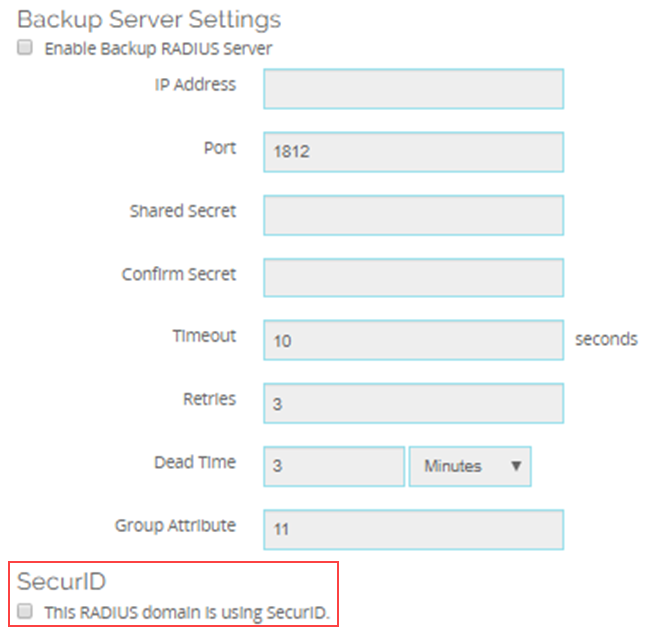 Backup Server Settings
Enable Backup RADIUS Server
IP Address
Port 1812
Shared Secret
Confirm Secret
Timeout 10 seconds
Retries 3
Dead Time 3 Minutes ▼
Group Attribute 11
SecurID
This RADIUS domain is using SecurID.